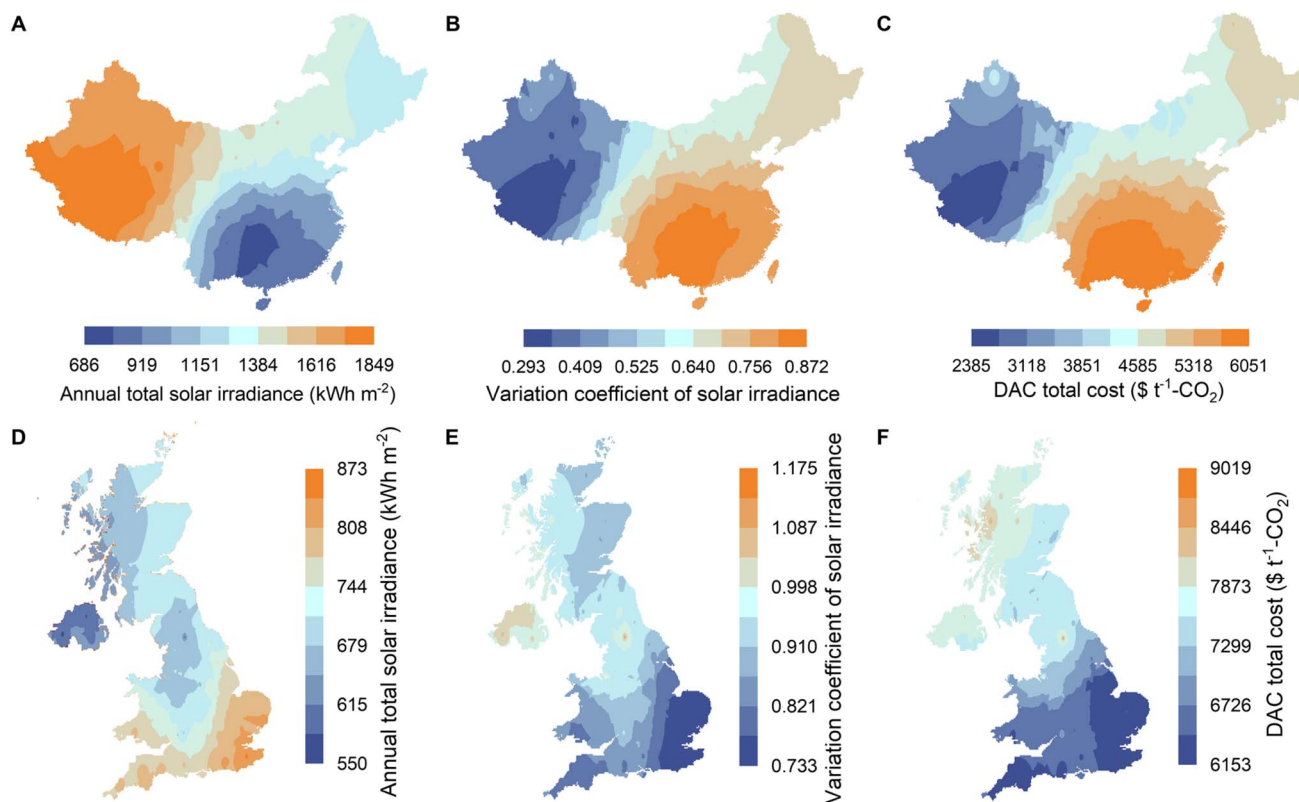 A
B
C
686 919 1151 1384 1616 1849
Annual total solar irradiance (kWh m⁻²)
0.293 0.409 0.525 0.640 0.756 0.872
Variation coefficient of solar irradiance
2385 3118 3851 4585 5318 6051
DAC total cost ($ t⁻¹-CO₂)
D
873
808
744
679
615
550
Annual total solar irradiance (kWh m⁻²)
E
1.175
1.087
0.998
0.910
0.821
0.733
Variation coefficient of solar irradiance
F
9019
8446
7873
7299
6726
6153
DAC total cost ($ t⁻¹-CO₂)